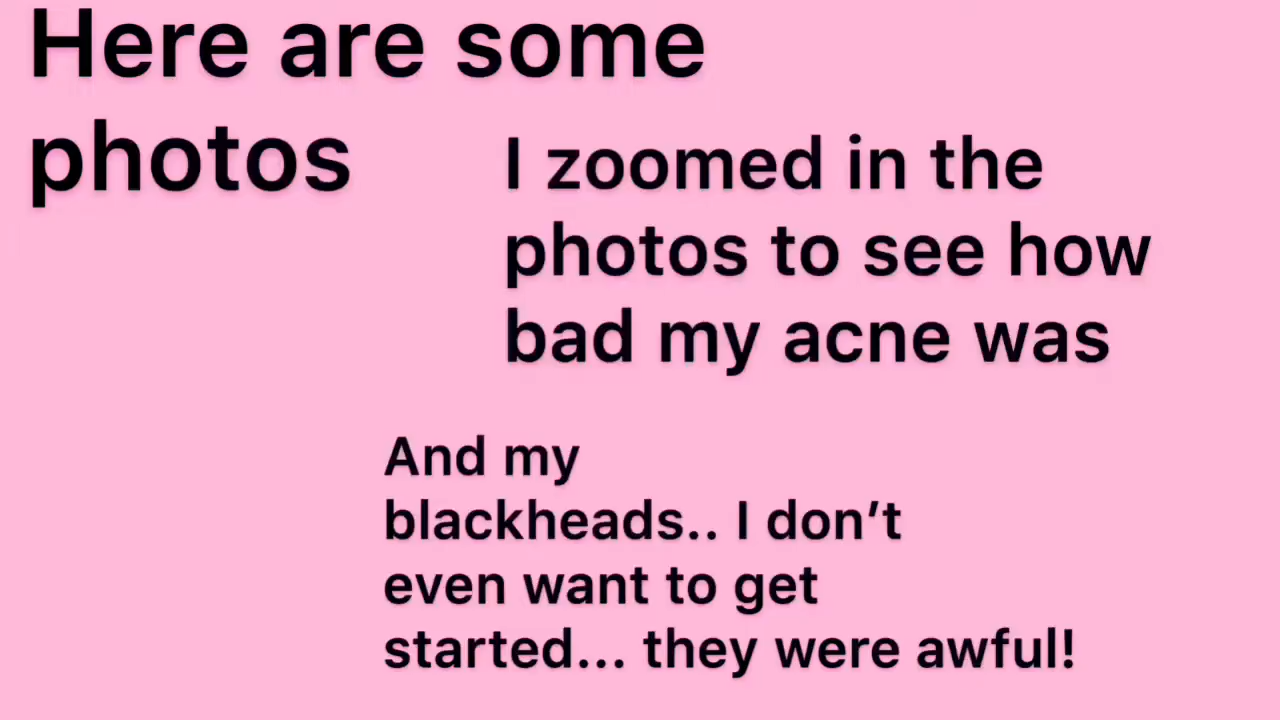 Here are some
photos
I zoomed in the
photos to see how
bad my acne was
And my
blackheads.. I don’t
even want to get
started... they were awful!